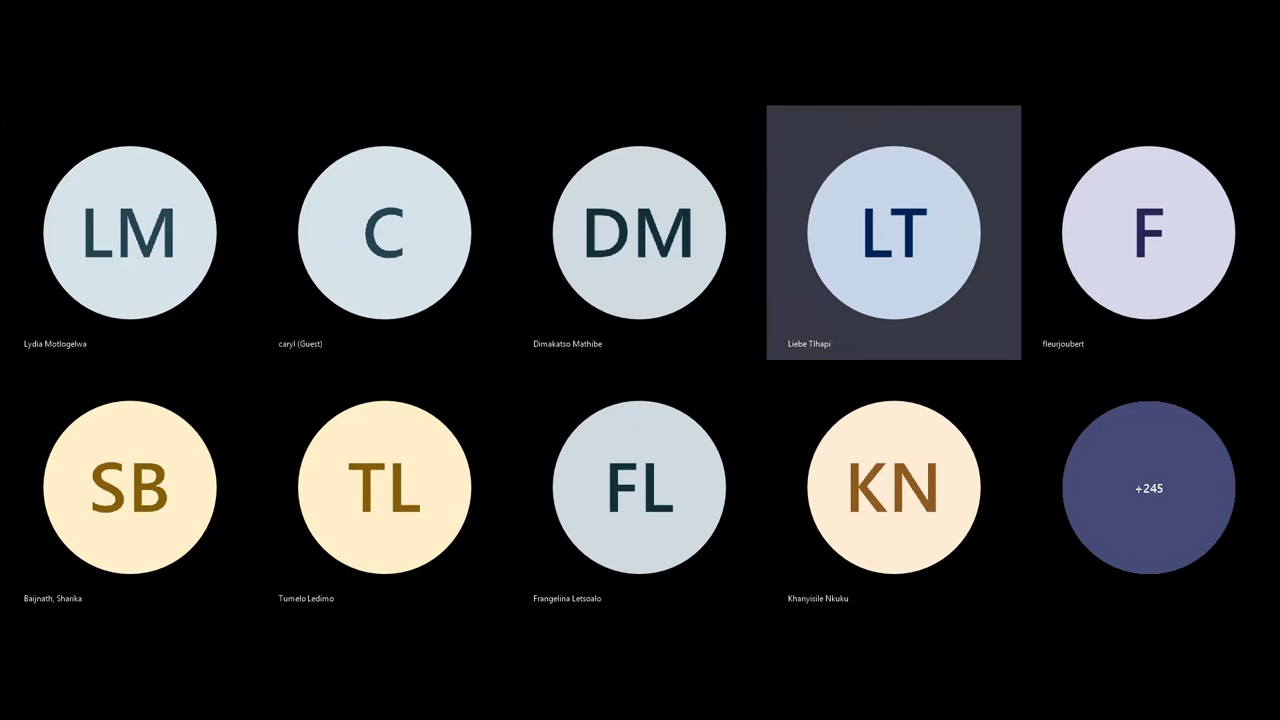 LM
C
DM
LT
F
Lydia Motlogelwa
caryl (Guest)
Dimakatso Mathibe
Liebe Tlhapi
fleurjoubert
SB
TL
FL
KN
+245
Baijnath, Sharika
Tumelo Ledimo
Frangelina Letsoalo
Khanyisile Nkuku